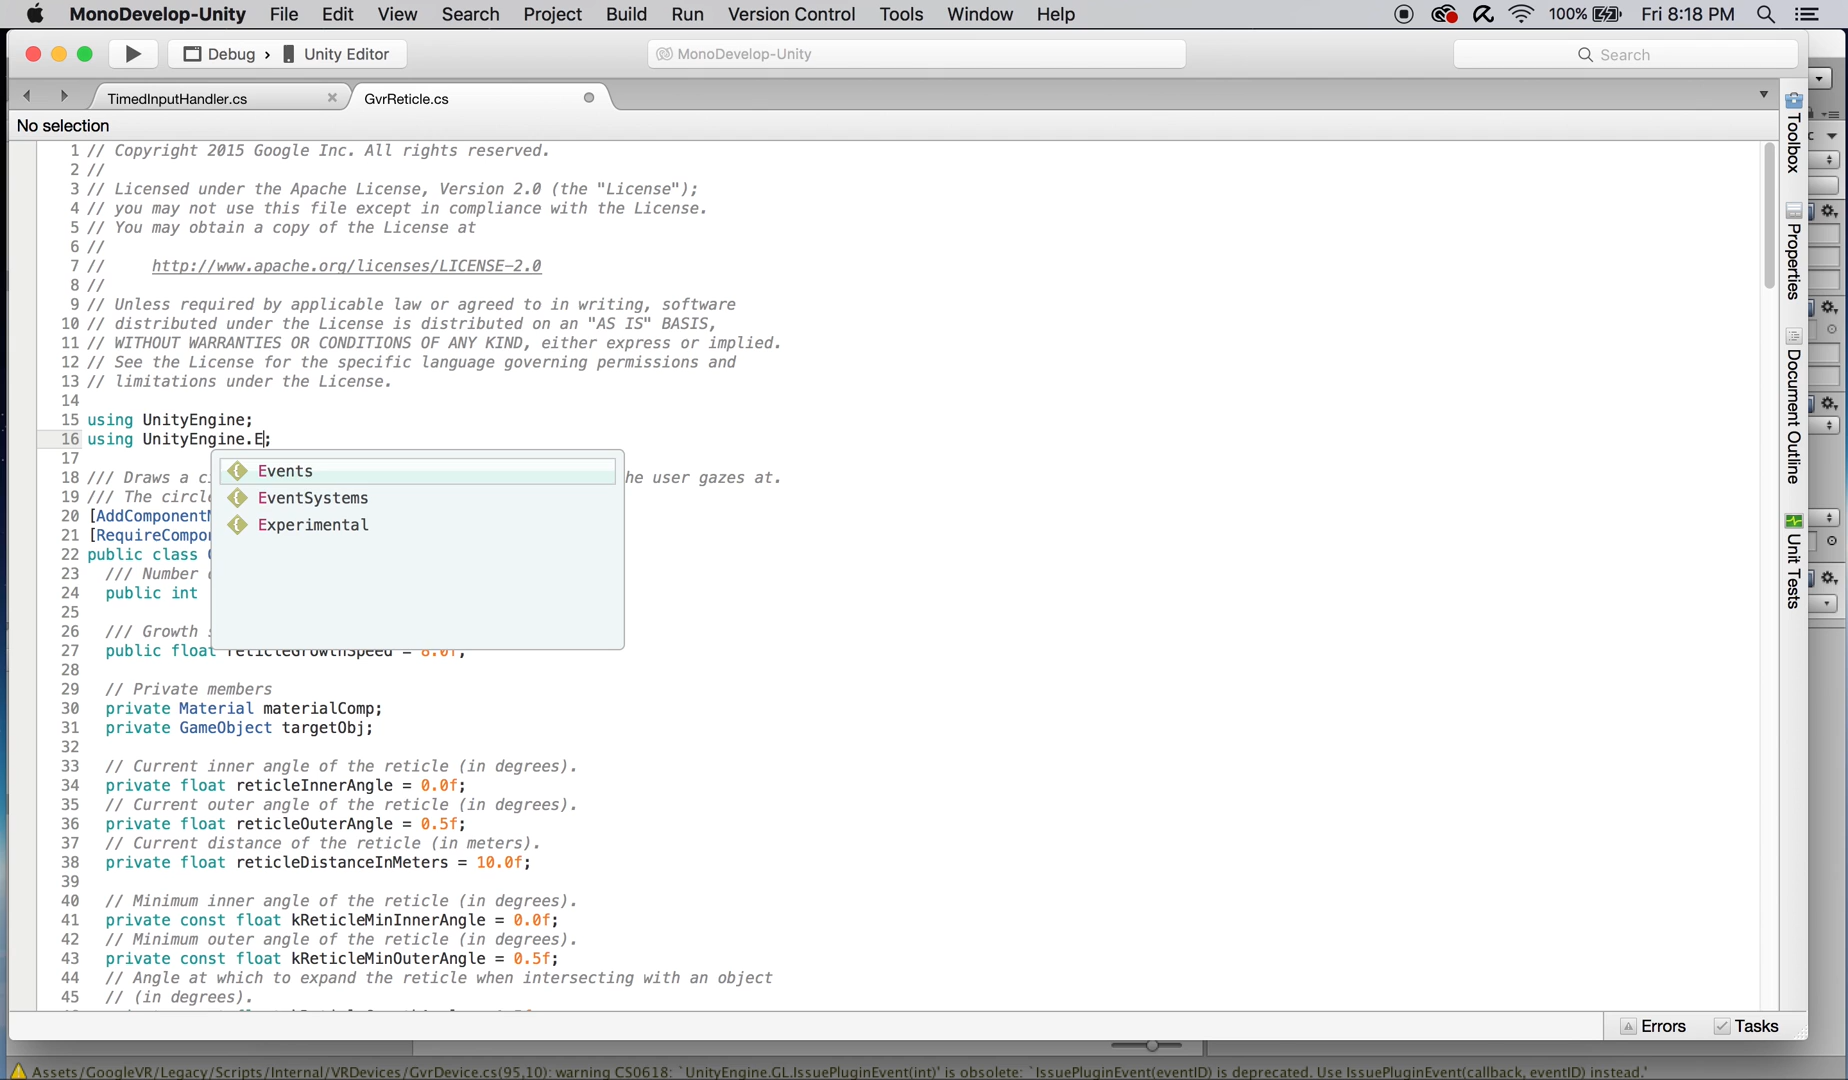 MonoDevelop-Unity File Edit View Search Project Build Run Version Control Tools Window Help 100% Fri 8:18 PM
Debug › Unity Editor MonoDevelop-Unity Search
TimedInputHandler.cs GvrReticle.cs
No selection
1 // Copyright 2015 Google Inc. All rights reserved.
2 //
3 // Licensed under the Apache License, Version 2.0 (the "License");
4 // you may not use this file except in compliance with the License.
5 // You may obtain a copy of the License at
6 //
7 // http://www.apache.org/licenses/LICENSE-2.0
8 //
9 // Unless required by applicable law or agreed to in writing, software
10 // distributed under the License is distributed on an "AS IS" BASIS,
11 // WITHOUT WARRANTIES OR CONDITIONS OF ANY KIND, either express or implied.
12 // See the License for the specific language governing permissions and
13 // limitations under the License.
14
15 using UnityEngine;
16 using UnityEngine.E;
17
Events
EventSystems
Experimental
18 /// Draws a ci he user gazes at.
19 /// The circl
20 [AddComponent
21 [RequireCompo
22 public class
23 /// Number
24 public int
25
26 /// Growth
27 public float reticleGrowthSpeed = 8.0f;
28
29 // Private members
30 private Material materialComp;
31 private GameObject targetObj;
32
33 // Current inner angle of the reticle (in degrees).
34 private float reticleInnerAngle = 0.0f;
35 // Current outer angle of the reticle (in degrees).
36 private float reticleOuterAngle = 0.5f;
37 // Current distance of the reticle (in meters).
38 private float reticleDistanceInMeters = 10.0f;
39
40 // Minimum inner angle of the reticle (in degrees).
41 private const float kReticleMinInnerAngle = 0.0f;
42 // Minimum outer angle of the reticle (in degrees).
43 private const float kReticleMinOuterAngle = 0.5f;
44 // Angle at which to expand the reticle when intersecting with an object
45 // (in degrees).
Toolbox
Properties
Document Outline
Unit Tests
Errors Tasks
Assets/GoogleVR/Legacy/Scripts/Internal/VRDevices/GvrDevice.cs(95,10): warning CS0618: `UnityEngine.GL.IssuePluginEvent(int)' is obsolete: `IssuePluginEvent(eventID) is deprecated. Use IssuePluginEvent(callback, eventID) instead.'